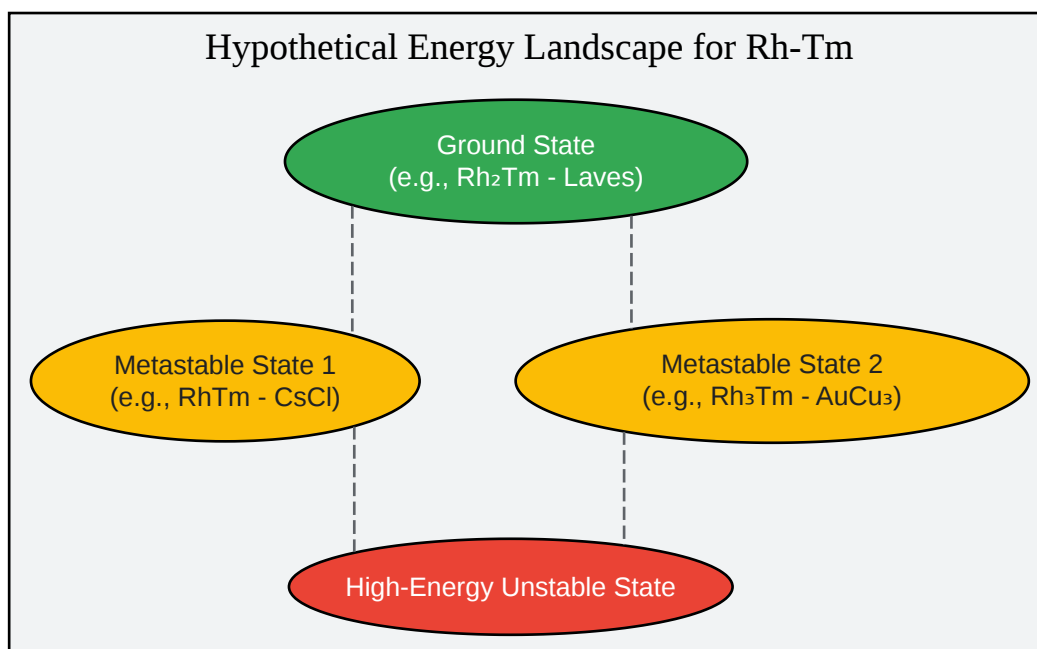 Hypothetical Energy Landscape for Rh-Tm
Ground State
(e.g., Rh₂Tm - Laves)
Metastable State 1
(e.g., RhTm - CsCl)
Metastable State 2
(e.g., Rh₃Tm - AuCu₃)
High-Energy Unstable State